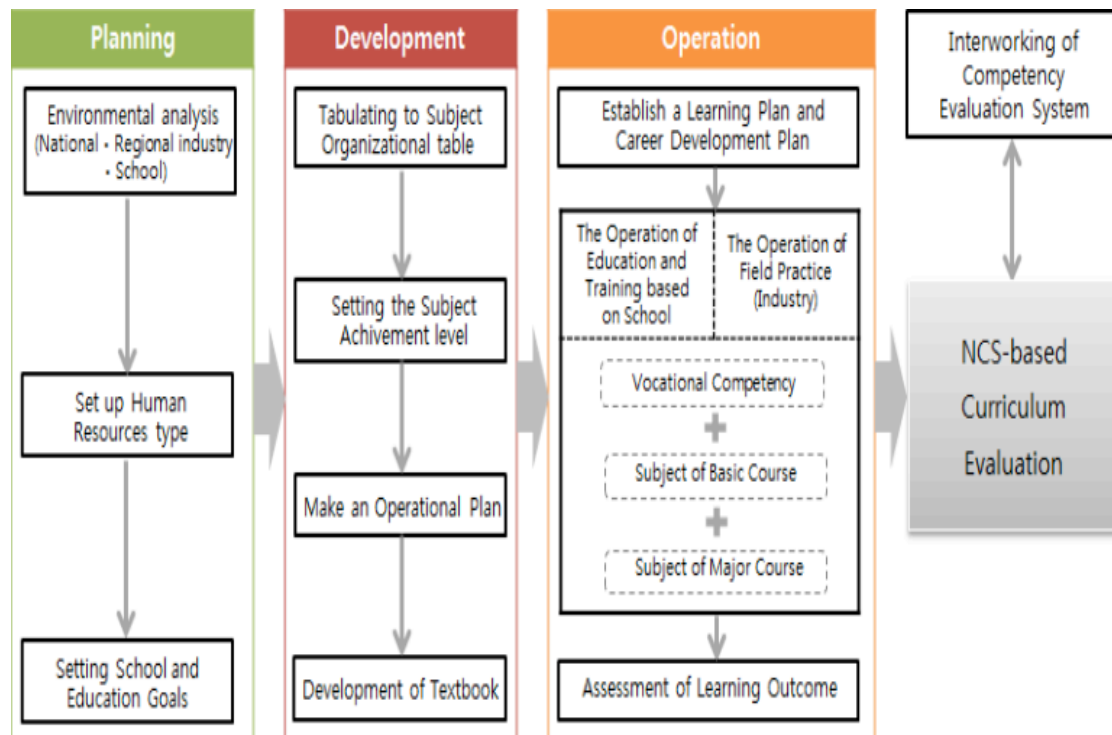 Planning
Environmental analysis
(National・Regional industry
・School)
Set up Human
Resources type
Setting School and
Education Goals
Development
Tabulating to Subject
Organizational table
Setting the Subject
Achivement level
Make an Operational Plan
Development of Textbook
Operation
Establish a Learning Plan and
Career Development Plan
The Operation of
Education and
Training based
on School
The Operation of
Field Practice
(Industry)
Vocational Competency
Subject of Basic Course
Subject of Major Course
Assessment of Learning Outcome
Interworking of
Competency
Evaluation System
NCS-based
Curriculum
Evaluation